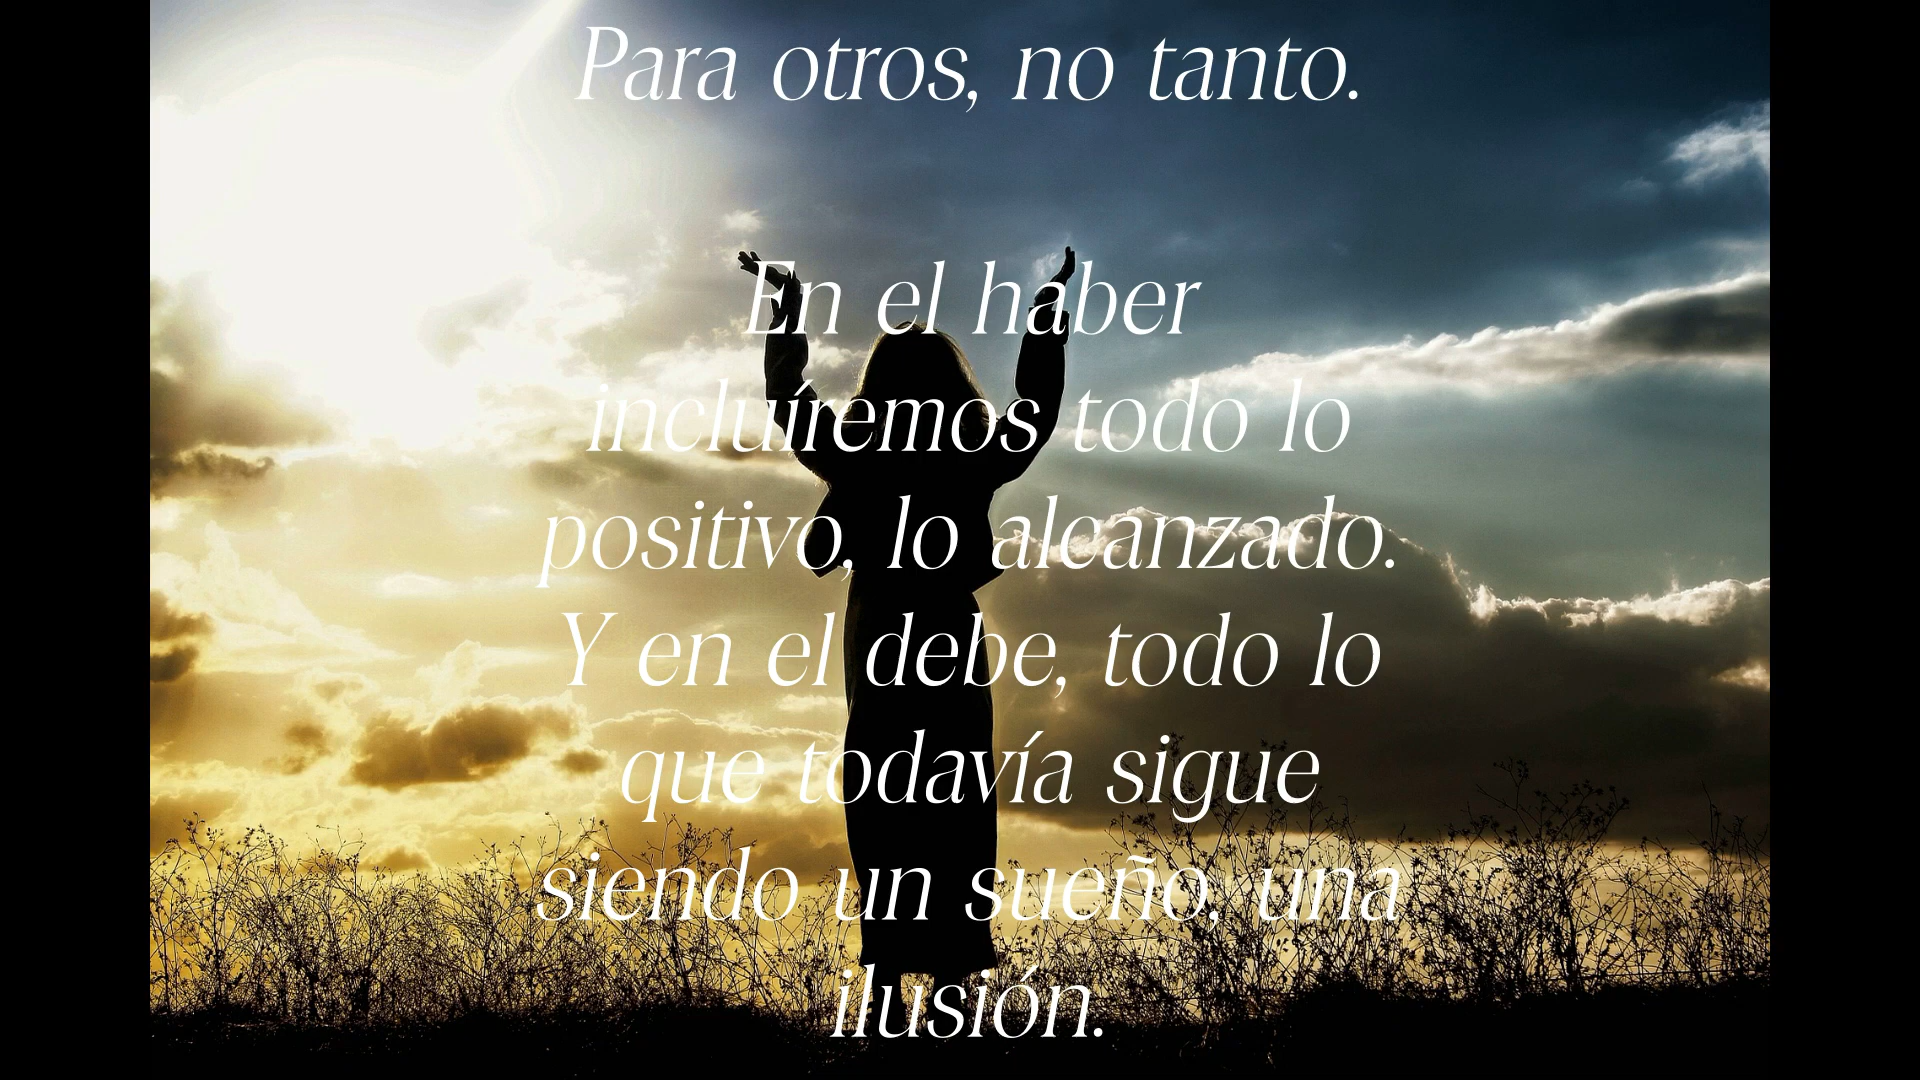 Para otros, no tanto.
En el haber
incluíremos todo lo
positivo, lo alcanzado.
Y en el debe, todo lo
que todavía sigue
siendo un sueño, una
ilusión.